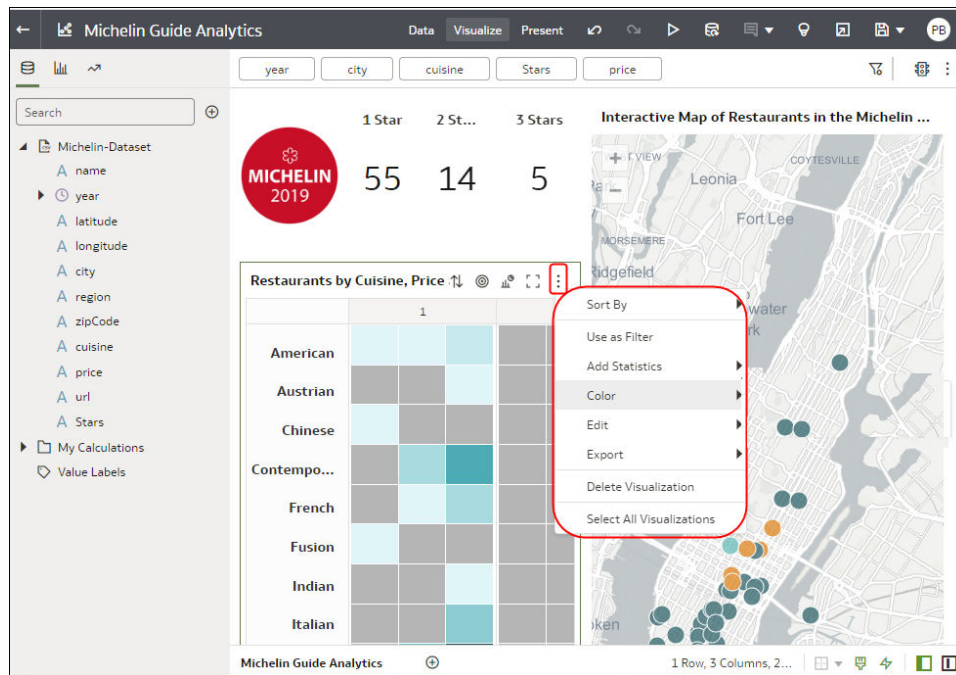 Michelin Guide Analytics
Data Visualize Present
PB
year city cuisine Stars price
Search
Michelin-Dataset
name
year
latitude
longitude
city
region
zipCode
cuisine
price
url
Stars
My Calculations
Value Labels
MICHELIN
2019
1 Star 2 St... 3 Stars
55 14 5
Restaurants by Cuisine, Price
1
American
Austrian
Chinese
Contempo...
French
Fusion
Indian
Italian
Sort By
Use as Filter
Add Statistics
Color
Edit
Export
Delete Visualization
Select All Visualizations
Interactive Map of Restaurants in the Michelin ...
COYTESVILLE
Leonia
Fort Lee
MORSEMERE
Ridgefield
Michelin Guide Analytics
1 Row, 3 Columns, 2...